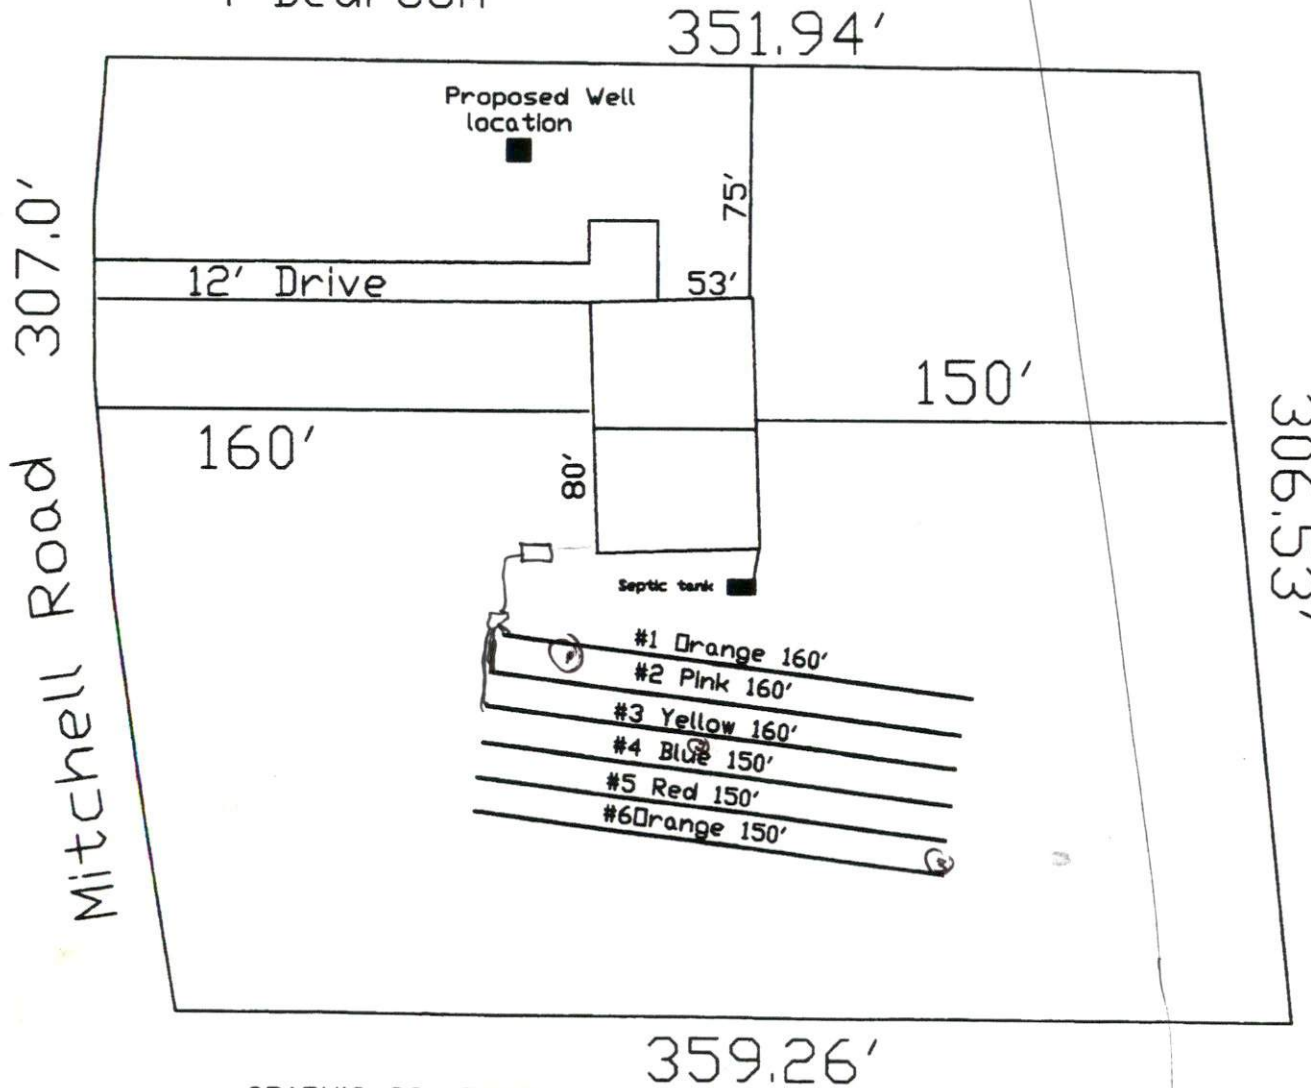 351.94'
Proposed Well
location
75'
307.0'
12' Drive
53'
150'
160'
306.53'
80'
Mitchell Road
Septic tank
#1 Orange 160'
#2 Pink 160'
#3 Yellow 160'
#4 Blue 150'
#5 Red 150'
#6Orange 150'
359.26'